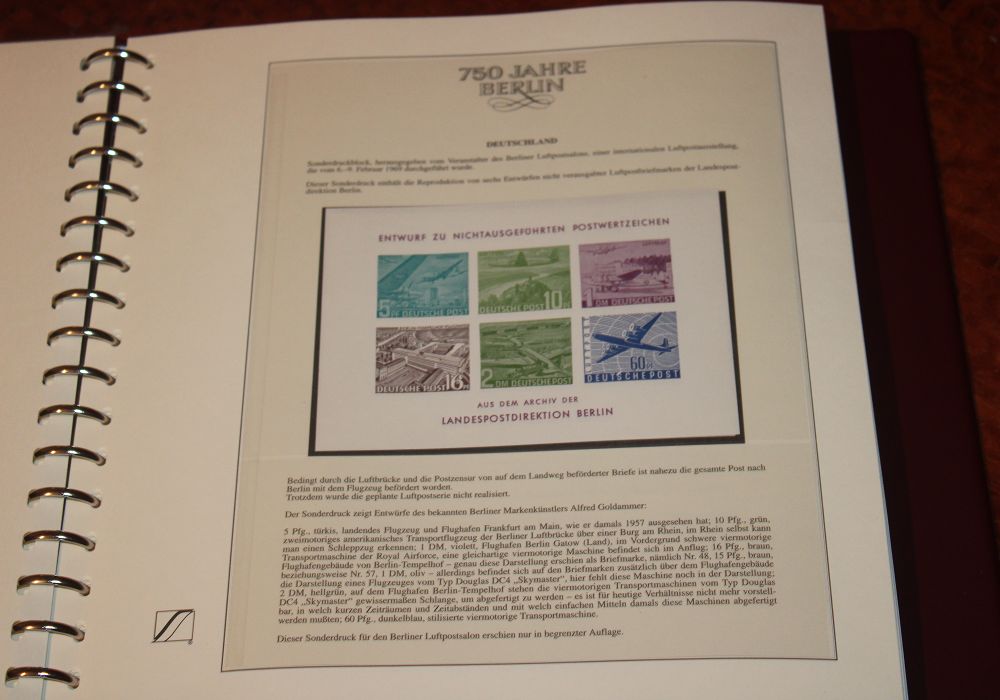 750 JAHRE
BERLIN
DEUTSCHLAND
Sonderdruckblock, herausgegeben vom Veranstalter des Berliner Luftpostsalons, einer internationalen Luftpostausstellung,
die vom 6.–9. Februar 1969 durchgeführt wurde.
Dieser Sonderdruck enthält die Reproduktion von sechs Entwürfen nicht verausgabter Luftpostbriefmarken der Landespost-
direktion Berlin.
ENTWURF ZU NICHTAUSGEFÜHRTEN POSTWERTZEICHEN
5 PF DEUTSCHE POST
DEUTSCHE POST 10 Pf
1 DM DEUTSCHE POST
DEUTSCHE POST 16
2 DM DEUTSCHE POST
60 Pf
DEUTSCHE POST
AUS DEM ARCHIV DER
LANDESPOSTDIREKTION BERLIN
Bedingt durch die Luftbrücke und die Postzensur von auf dem Landweg beförderter Briefe ist nahezu die gesamte Post nach
Berlin mit dem Flugzeug befördert worden.
Trotzdem wurde die geplante Luftpostserie nicht realisiert.
Der Sonderdruck zeigt Entwürfe des bekannten Berliner Markenkünstlers Alfred Goldammer:
5 Pfg., türkis, landendes Flugzeug und Flughafen Frankfurt am Main, wie er damals 1957 ausgesehen hat; 10 Pfg., grün,
zweimotoriges amerikanisches Transportflugzeug der Berliner Luftbrücke über einer Burg am Rhein, im Rhein selbst kann
man einen Schleppzug erkennen; 1 DM, violett, Flughafen Berlin Gatow (Land), im Vordergrund schwere viermotorige
Transportmaschine der Royal Airforce, eine gleichartige viermotorige Maschine befindet sich im Anflug; 16 Pfg., braun,
Flughafengebäude von Berlin-Tempelhof – genau diese Darstellung erschien als Briefmarke, nämlich Nr. 48, 15 Pfg., braun,
beziehungsweise Nr. 57, 1 DM, oliv – allerdings befindet sich auf den Briefmarken zusätzlich über dem Flughafengebäude
die Darstellung eines Flugzeuges vom Typ Douglas DC4 „Skymaster", hier fehlt diese Maschine noch in der Darstellung;
2 DM, hellgrün, auf dem Flughafen Berlin-Tempelhof stehen die viermotorigen Transportmaschinen vom Typ Douglas
DC4 „Skymaster" gewissermaßen Schlange, um abgefertigt zu werden – es ist für heutige Verhältnisse nicht mehr vorstell-
bar, in welch kurzen Zeiträumen und Zeitabständen und mit welch einfachen Mitteln damals diese Maschinen abgefertigt
werden mußten; 60 Pfg., dunkelblau, stilisierte viermotorige Transportmaschine.
Dieser Sonderdruck für den Berliner Luftpostsalon erschien nur in begrenzter Auflage.